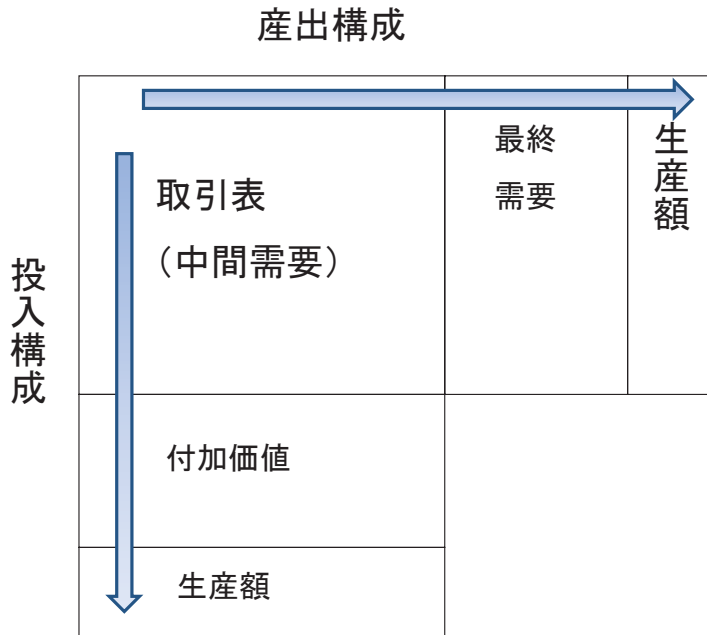 産出構成
最終
需要
生産額
取引表
（中間需要）
投入構成
付加価値
生産額